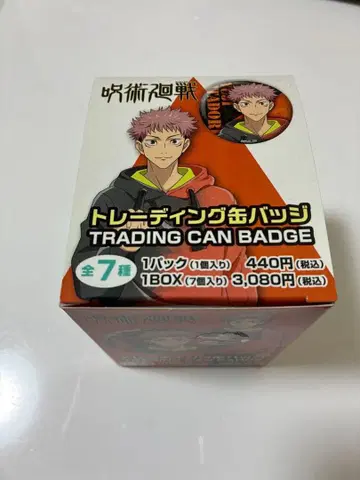 呪術廻戦
トレーディング缶バッジ
TRADING CAN BADGE
全7種
1パック(1個入り) 440円(税込)
1BOX(7個入り) 3,080円(税込)